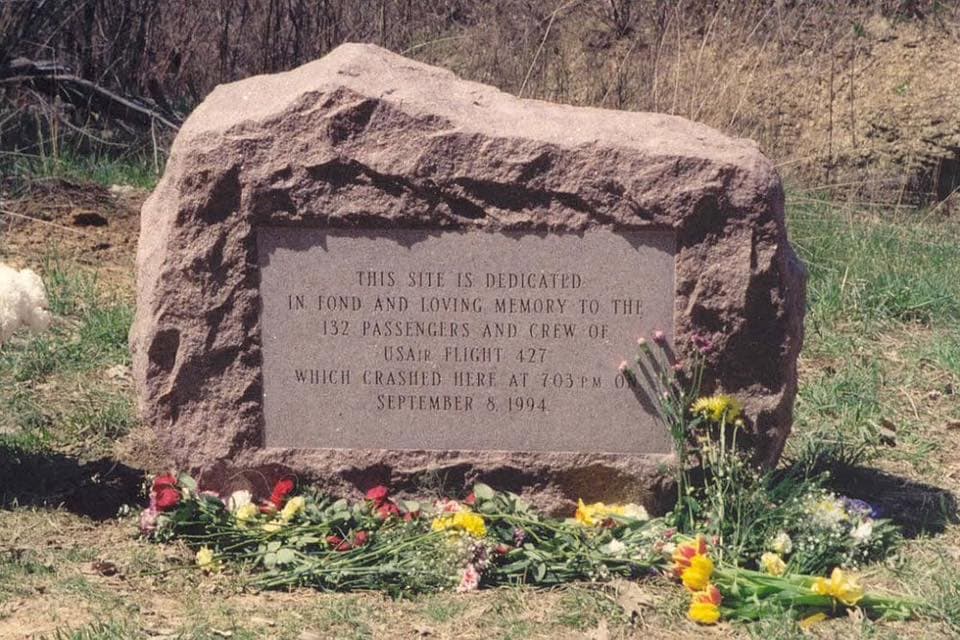 THIS SITE IS DEDICATED
IN FOND AND LOVING MEMORY TO THE
132 PASSENGERS AND CREW OF
USAIR FLIGHT 427
WHICH CRASHED HERE AT 7:03 PM ON
SEPTEMBER 8, 1994.